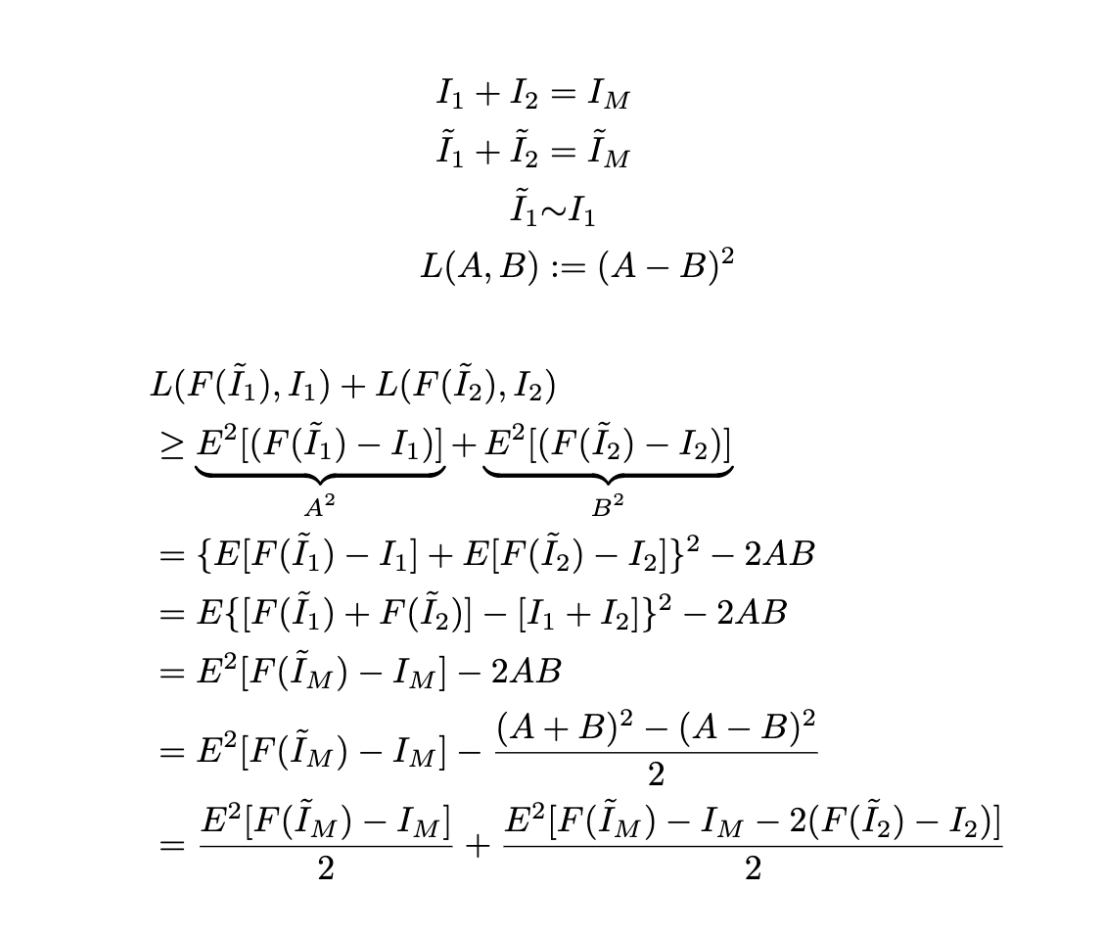 $I_1 + I_2 = I_M$
$\tilde{I}_1 + \tilde{I}_2 = \tilde{I}_M$
$\tilde{I}_1 \sim I_1$
$L(A, B) := (A - B)^2$
$L(F(\tilde{I}_1), I_1) + L(F(\tilde{I}_2), I_2)$
$\geq \underbrace{E^2[(F(\tilde{I}_1) - I_1)]}_{A^2} + \underbrace{E^2[(F(\tilde{I}_2) - I_2)]}_{B^2}$
$= \{E[F(\tilde{I}_1) - I_1] + E[F(\tilde{I}_2) - I_2]\}^2 - 2AB$
$= E\{[F(\tilde{I}_1) + F(\tilde{I}_2)] - [I_1 + I_2]\}^2 - 2AB$
$= E^2[F(\tilde{I}_M) - I_M] - 2AB$
$= E^2[F(\tilde{I}_M) - I_M] - \frac{(A + B)^2 - (A - B)^2}{2}$
$= \frac{E^2[F(\tilde{I}_M) - I_M]}{2} + \frac{E^2[F(\tilde{I}_M) - I_M - 2(F(\tilde{I}_2) - I_2)]}{2}$